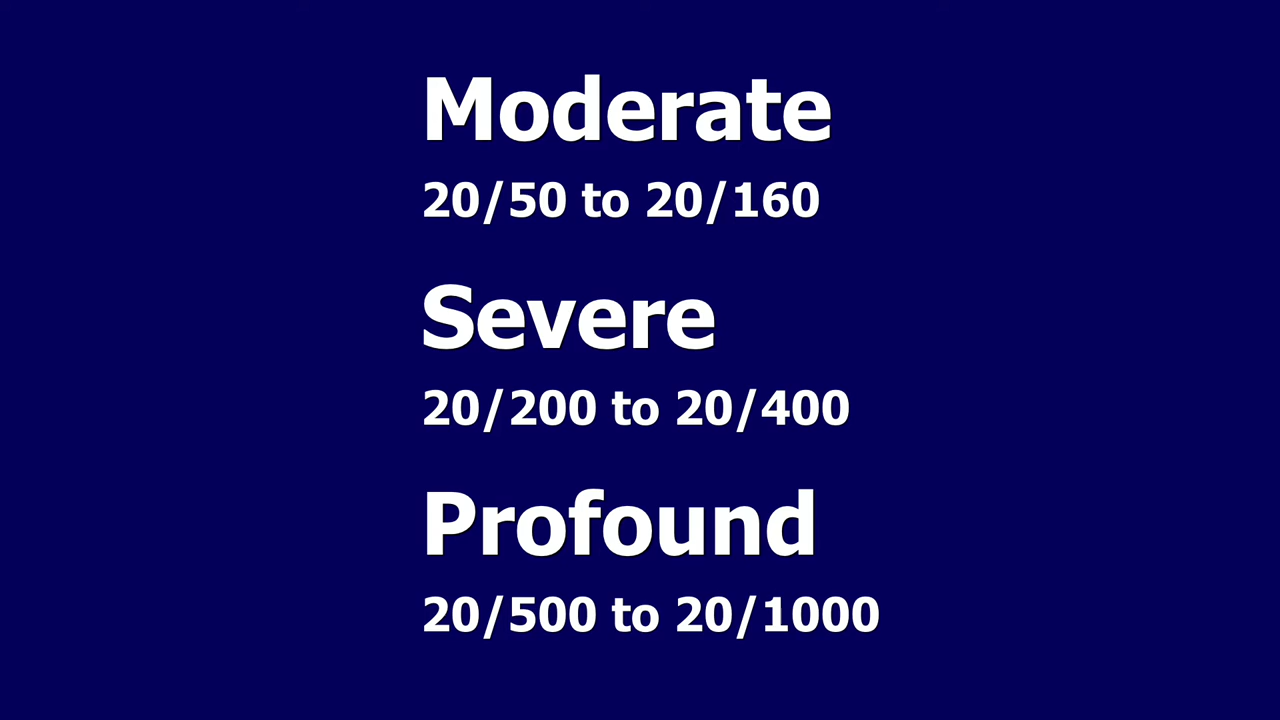 Moderate
20/50 to 20/160
Severe
20/200 to 20/400
Profound
20/500 to 20/1000